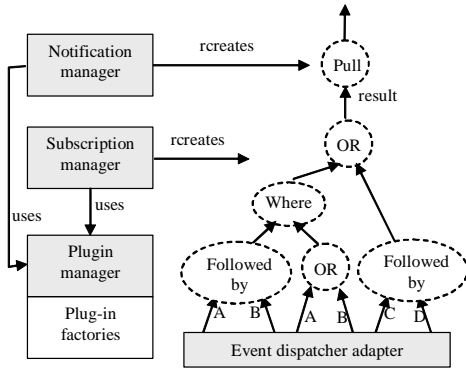 Notification
manager
rcreates
Pull
result
Subscription
manager
rcreates
OR
uses
uses
Where
Plugin
manager
Followed
by
OR
Followed
by
Plug-in
factories
A
B
A
B
C
D
Event dispatcher adapter